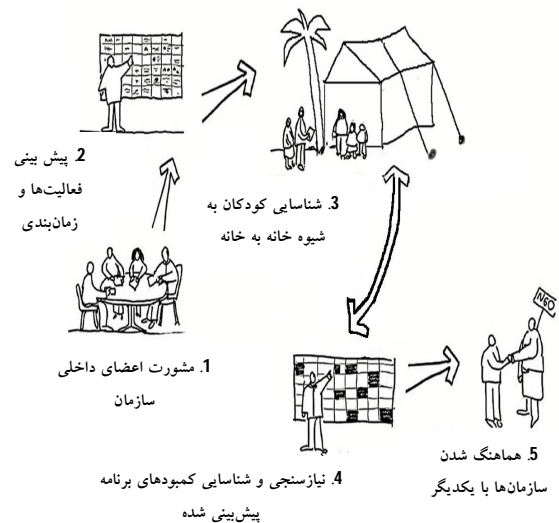 1. مشورت اعضای داخلی
سازمان
2. پیش بینی
فعالیت‌ها و
زمان‌بندی
3. شناسایی کودکان به
شیوه خانه به خانه
4. نیازسنجی و شناسایی کمبودهای برنامه
پیش‌بینی شده
NGO
5. هماهنگ شدن
سازمان‌ها با یکدیگر